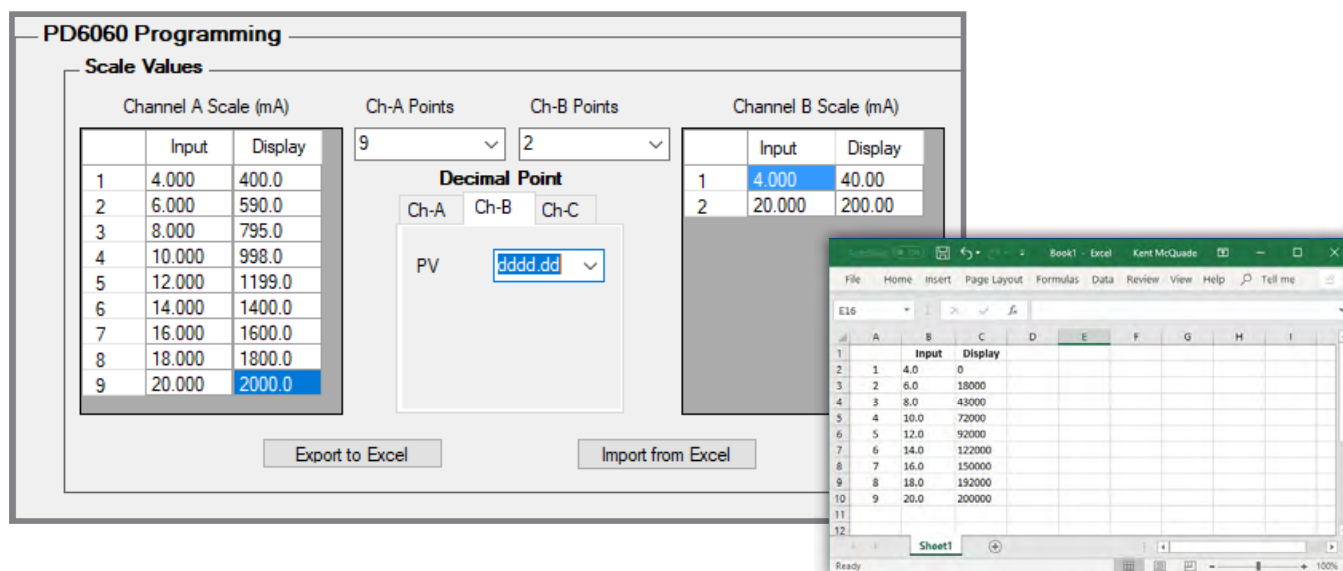 PD6060 Programming
Scale Values
Channel A Scale (mA)
Ch-A Points
Ch-B Points
Channel B Scale (mA)
Input Display
1 4.000 400.0
2 6.000 590.0
3 8.000 795.0
4 10.000 998.0
5 12.000 1199.0
6 14.000 1400.0
7 16.000 1600.0
8 18.000 1800.0
9 20.000 2000.0
9
2
Decimal Point
Ch-A Ch-B Ch-C
PV dddd.dd
Input Display
1 4.000 40.00
2 20.000 200.00
Export to Excel
Import from Excel
Book1 - Excel Kent McQuade
File Home Insert Page Layout Formulas Data Review View Help Tell me
E16 fx
A B C D E F G H I
1 Input Display
2 1 4.0 0
3 2 6.0 18000
4 3 8.0 43000
5 4 10.0 72000
6 5 12.0 92000
7 6 14.0 122000
8 7 16.0 150000
9 8 18.0 192000
10 9 20.0 200000
11
12
Sheet1
Ready 100%